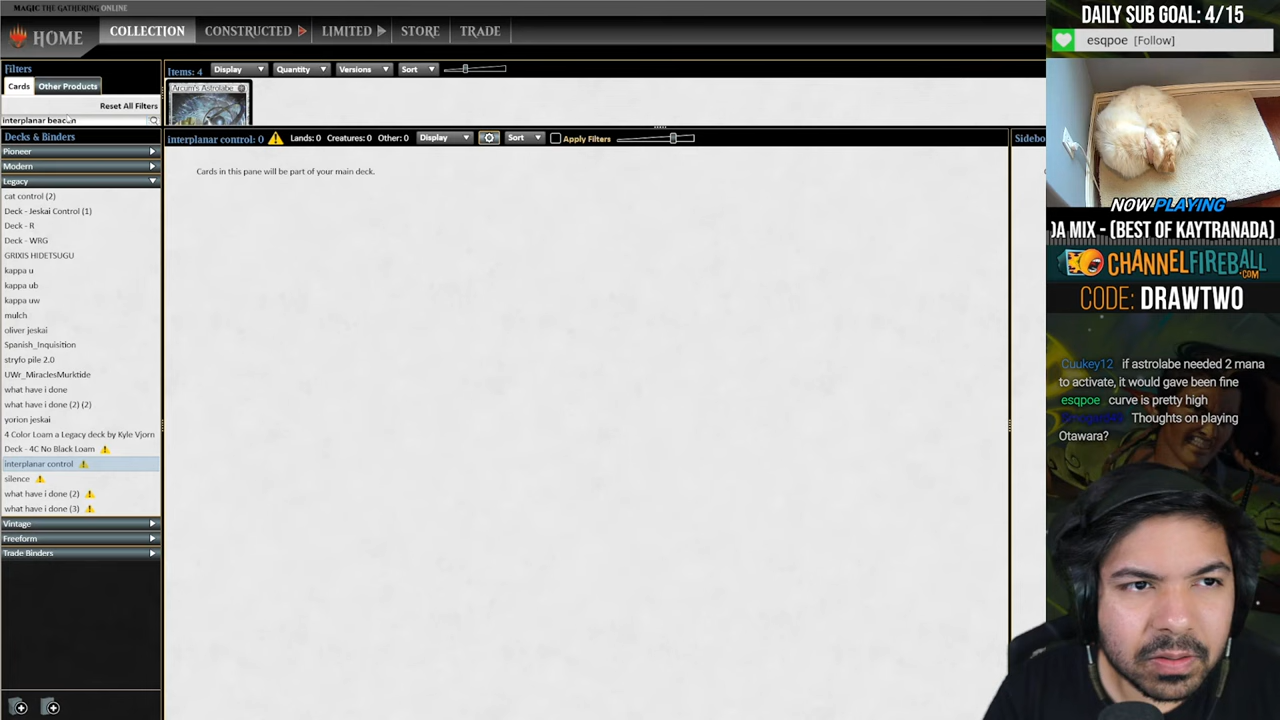 MAGIC THE GATHERING ONLINE
HOME
COLLECTION
CONSTRUCTED
LIMITED
STORE
TRADE
Filters
Cards
Other Products
Reset All Filters
interplanar beacon
Items: 4
Display
Quantity
Versions
Sort
Arcum's Astrolabe
Decks & Binders
interplanar control: 0
Lands: 0
Creatures: 0
Other: 0
Display
Sort
Apply Filters
Cards in this pane will be part of your main deck.
Pioneer
Modern
Legacy
cat control (2)
Deck - Jeskai Control (1)
Deck - R
Deck - WRG
GRIXIS HIDETSUGU
kappa u
kappa ub
kappa uw
mulch
oliver jeskai
Spanish_Inquisition
stryfo pile 2.0
UWr_MiraclesMurktide
what have i done
what have i done (2) (2)
yorion jeskai
4 Color Loam a Legacy deck by Kyle Vjorn
Deck - 4C No Black Loam
interplanar control
silence
what have i done (2)
what have i done (3)
Vintage
Freeform
Trade Binders
DAILY SUB GOAL: 4/15
esqpoe [Follow]
NOW PLAYING
DA MIX - (BEST OF KAYTRANADA)
CHANNELFIREBALL
.COM
CODE: DRAWTWO
Cuukey12 if astrolabe needed 2 mana
to activate, it would gave been fine
esqpoe curve is pretty high
Thoughts on playing
Otawara?